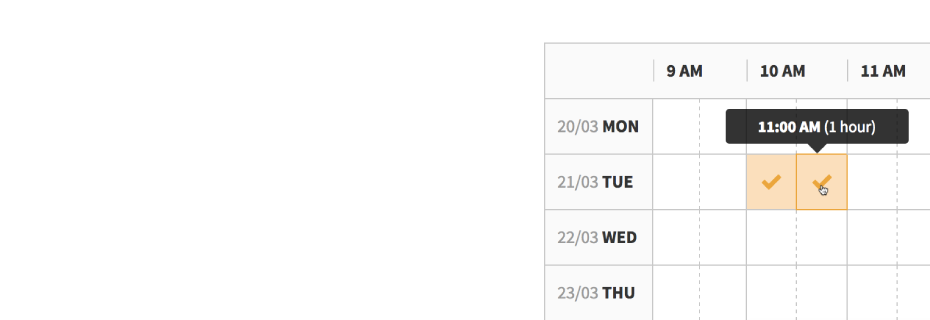 9 AM 10 AM 11 AM
20/03 MON
11:00 AM (1 hour)
21/03 TUE
22/03 WED
23/03 THU